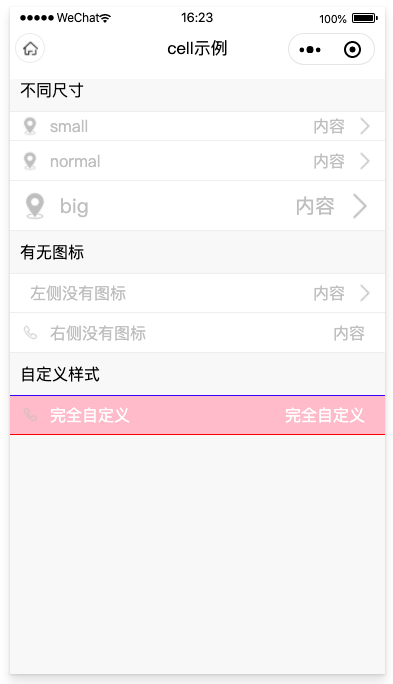 WeChat 16:23 100%
cell示例
不同尺寸
small 内容
normal 内容
big 内容
有无图标
左侧没有图标 内容
右侧没有图标 内容
自定义样式
完全自定义 完全自定义